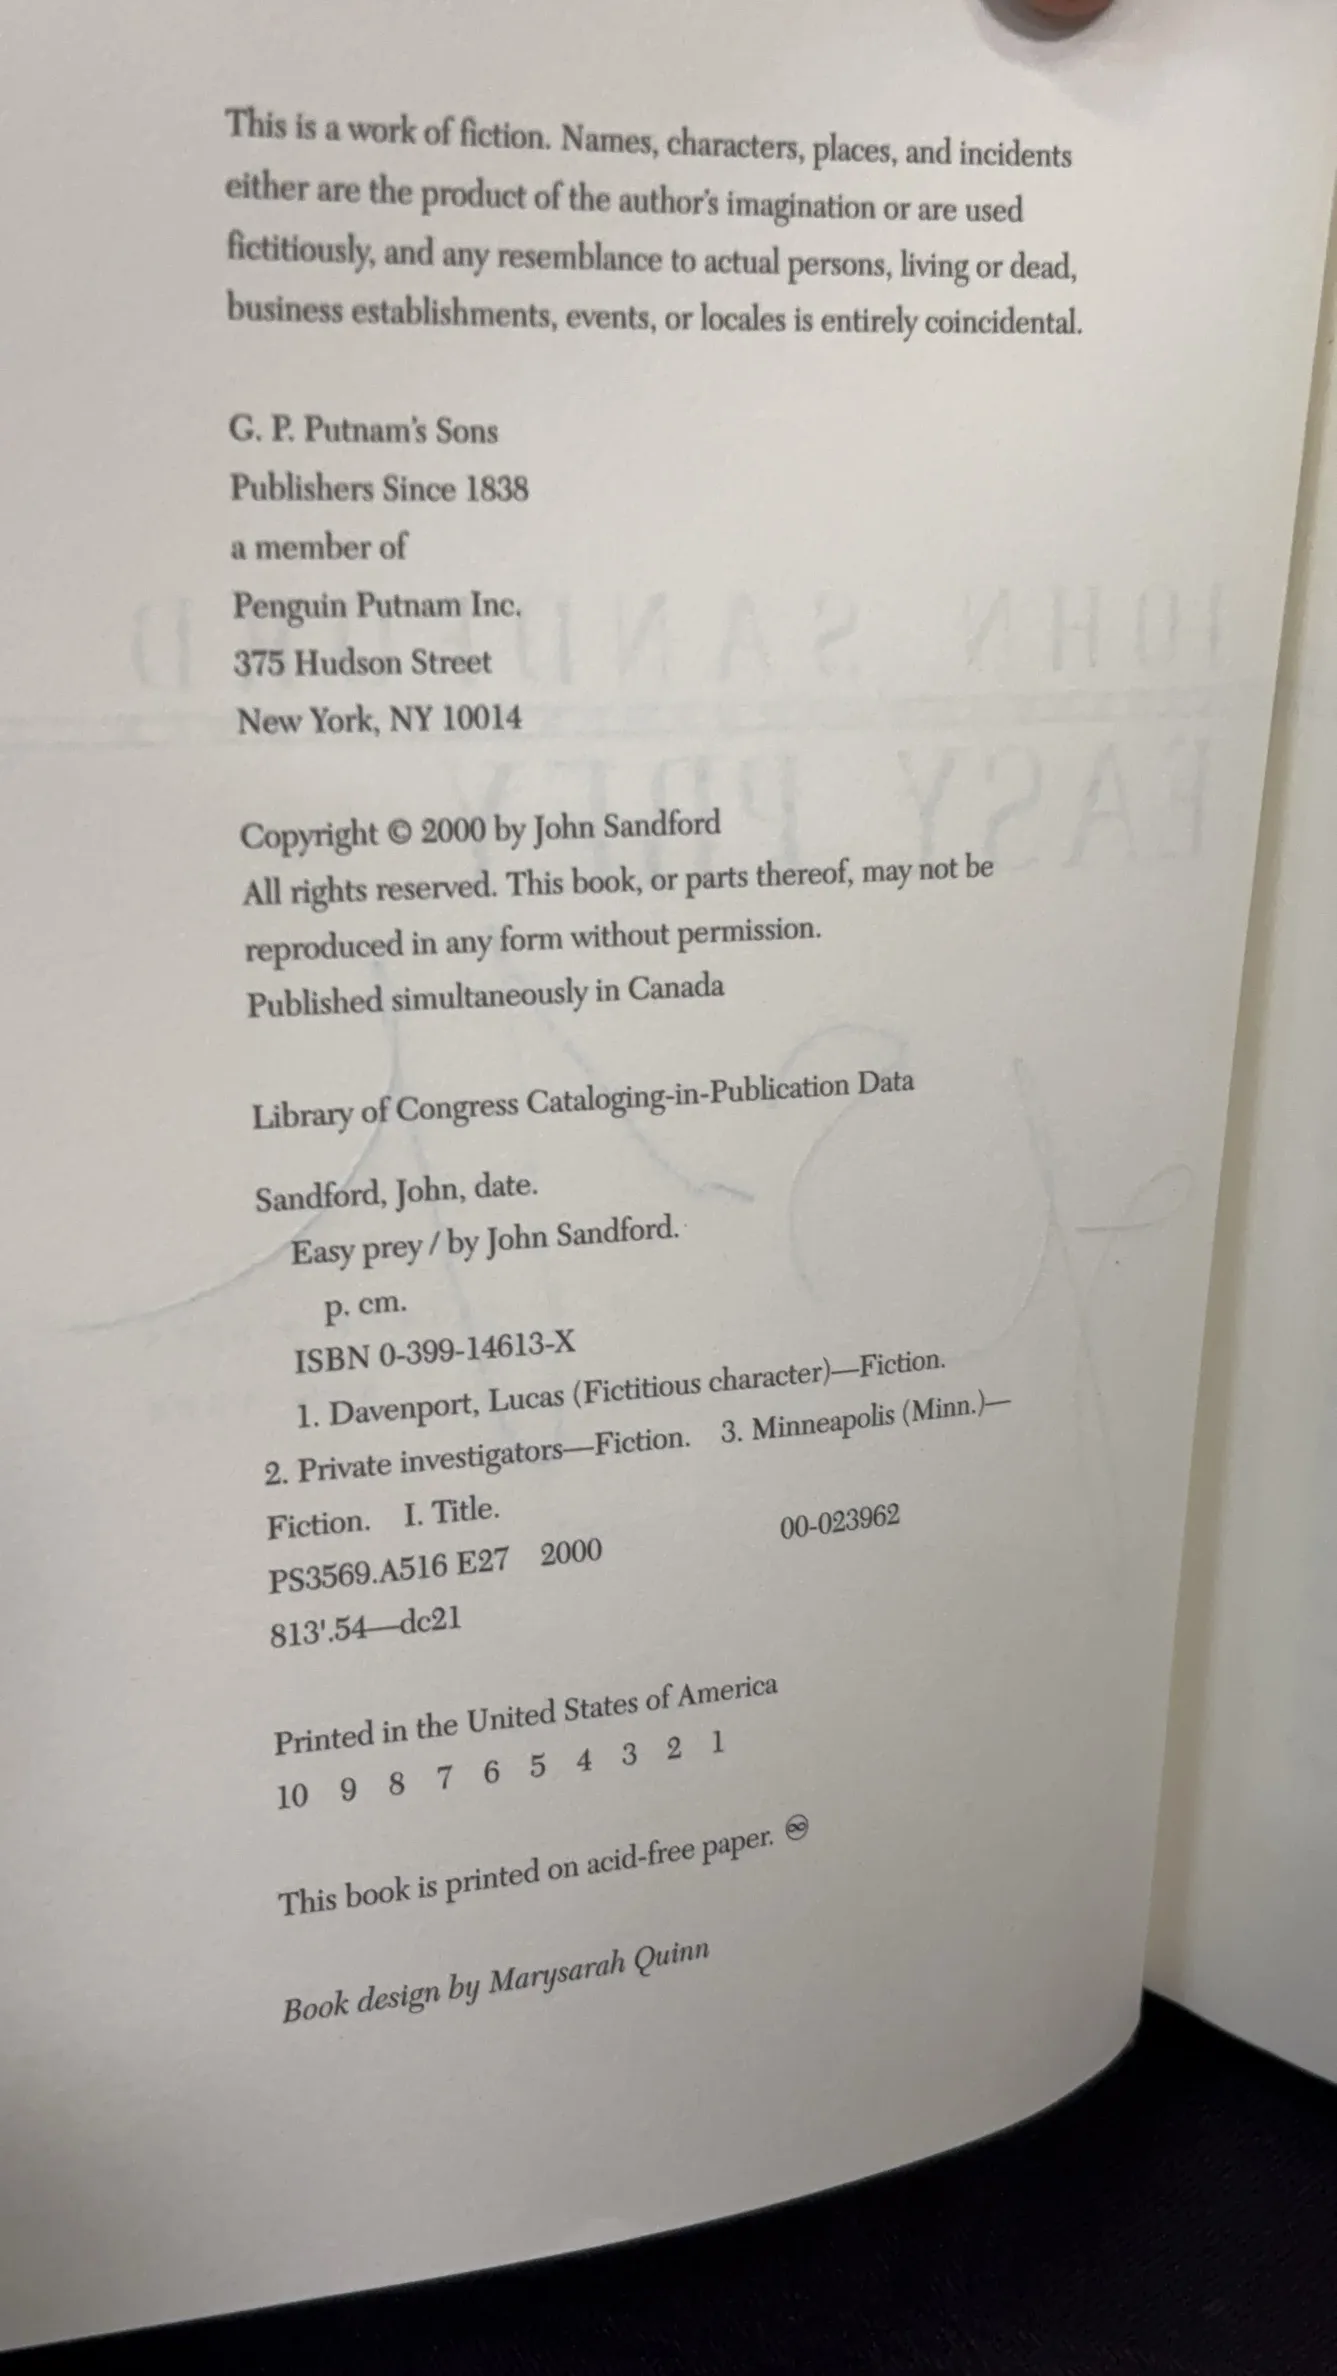 This is a work of fiction. Names, characters, places, and incidents
either are the product of the author's imagination or are used
fictitiously, and any resemblance to actual persons, living or dead,
business establishments, events, or locales is entirely coincidental.
G. P. Putnam's Sons
Publishers Since 1838
a member of
Penguin Putnam Inc.
375 Hudson Street
New York, NY 10014
Copyright © 2000 by John Sandford
All rights reserved. This book, or parts thereof, may not be
reproduced in any form without permission.
Published simultaneously in Canada
Library of Congress Cataloging-in-Publication Data
Sandford, John, date.
Easy prey / by John Sandford.
p. cm.
ISBN 0-399-14613-X
1. Davenport, Lucas (Fictitious character)—Fiction.
2. Private investigators—Fiction. 3. Minneapolis (Minn.)—
Fiction. I. Title.
PS3569.A516 E27 2000 00-023962
813'.54—dc21
Printed in the United States of America
10 9 8 7 6 5 4 3 2 1
This book is printed on acid-free paper. ♾
Book design by Marysarah Quinn